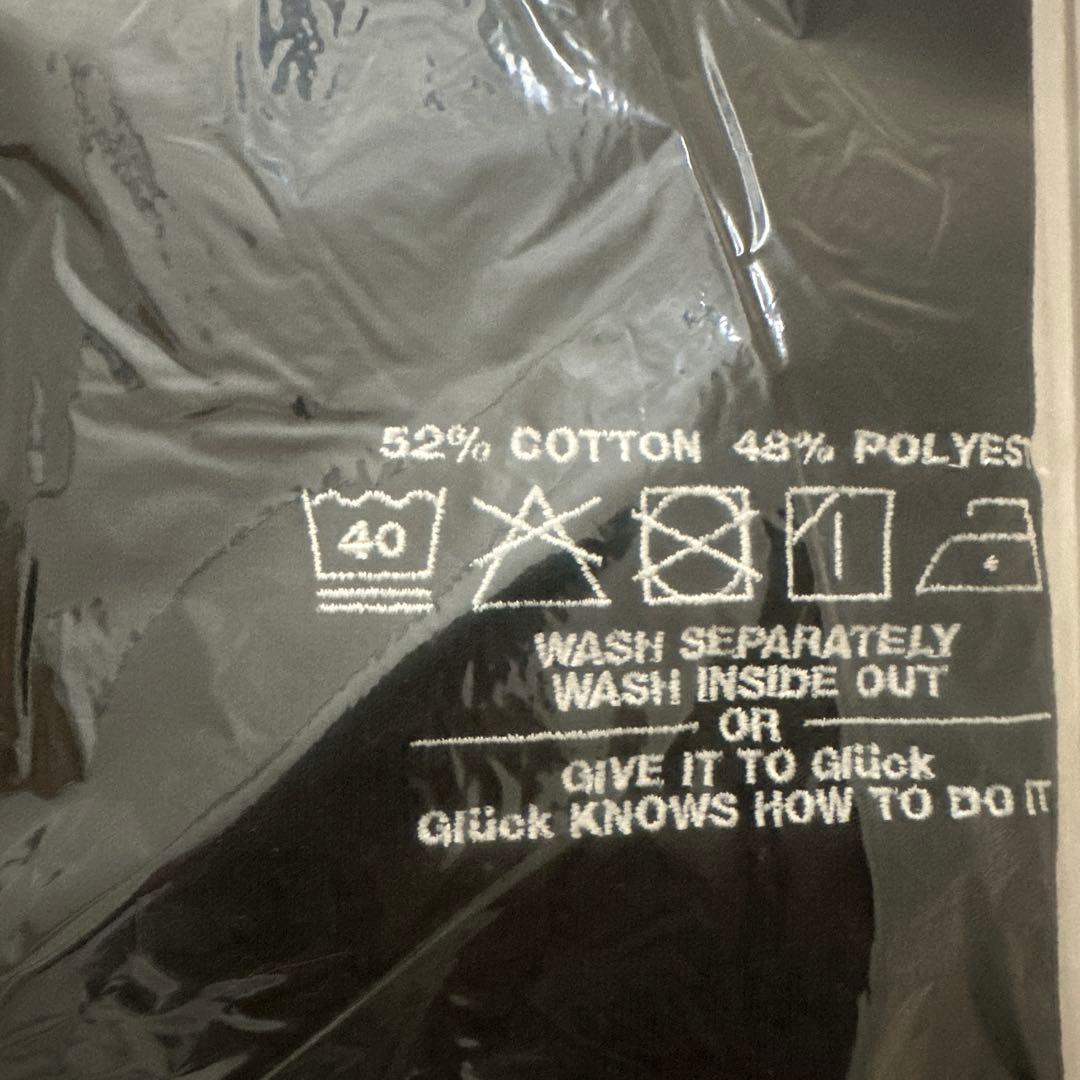 52% COTTON 48% POLYEST
40
WASH SEPARATELY
WASH INSIDE OUT
OR
GIVE IT TO Glück
Glück KNOWS HOW TO DO IT